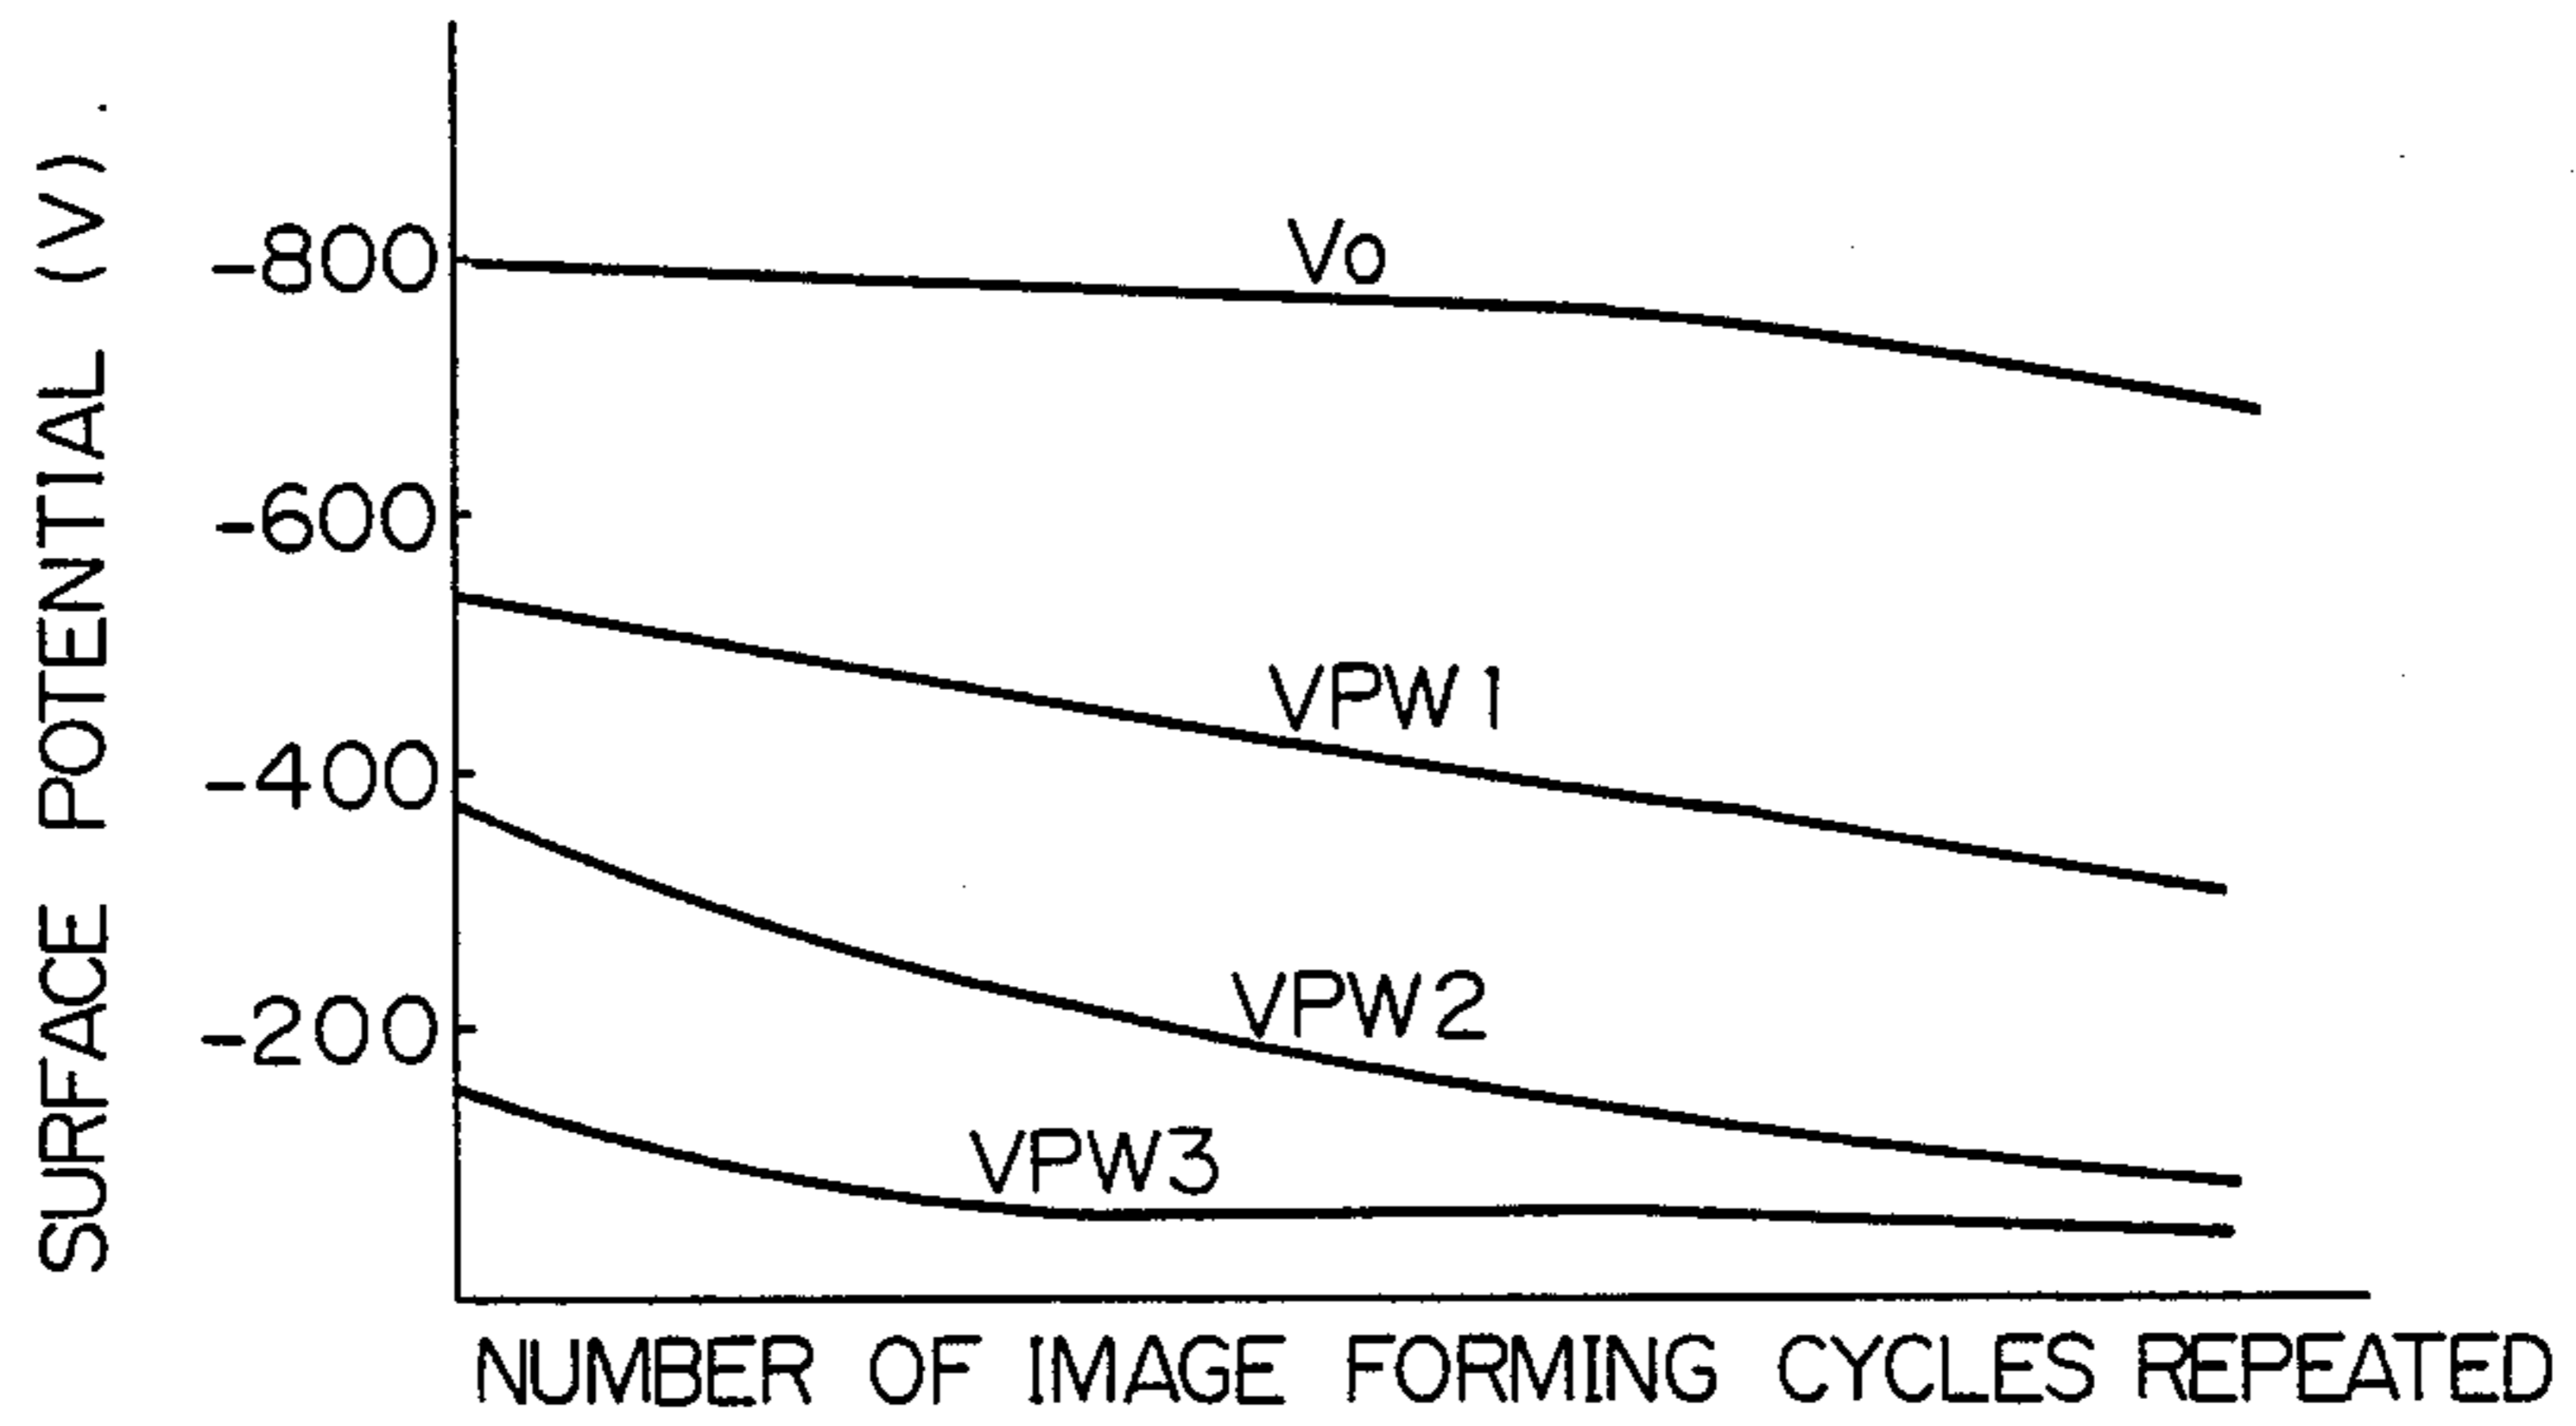 SURFACE POTENTIAL (V).
-800
-600
-400
-200
Vo
VPW1
VPW2
VPW3
NUMBER OF IMAGE FORMING CYCLES REPEATED